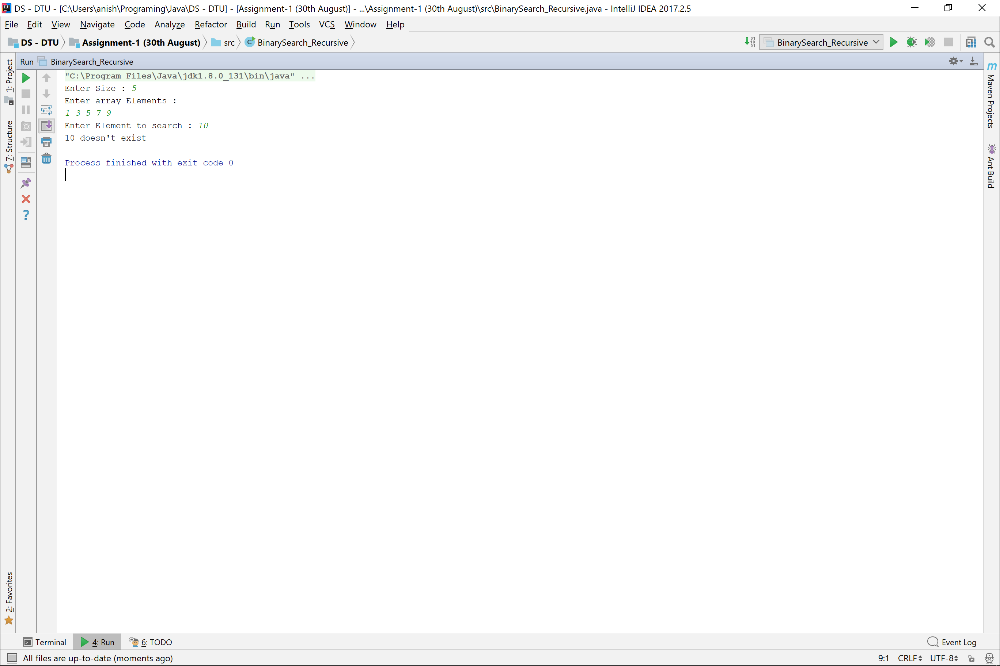 DS - DTU - [C:\Users\anish\Programing\Java\DS - DTU] - [Assignment-1 (30th August)] - ...\Assignment-1 (30th August)\src\BinarySearch_Recursive.java - IntelliJ IDEA 2017.2.5
File Edit View Navigate Code Analyze Refactor Build Run Tools VCS Window Help
DS - DTU Assignment-1 (30th August) src BinarySearch_Recursive BinarySearch_Recursive
Run BinarySearch_Recursive
1: Project
7: Structure
2: Favorites
"C:\Program Files\Java\jdk1.8.0_131\bin\java" ...
Enter Size : 5
Enter array Elements :
1 3 5 7 9
Enter Element to search : 10
10 doesn't exist
Process finished with exit code 0
Maven Projects
Ant Build
Terminal 4: Run 6: TODO Event Log
All files are up-to-date (moments ago) 9:1 CRLF UTF-8